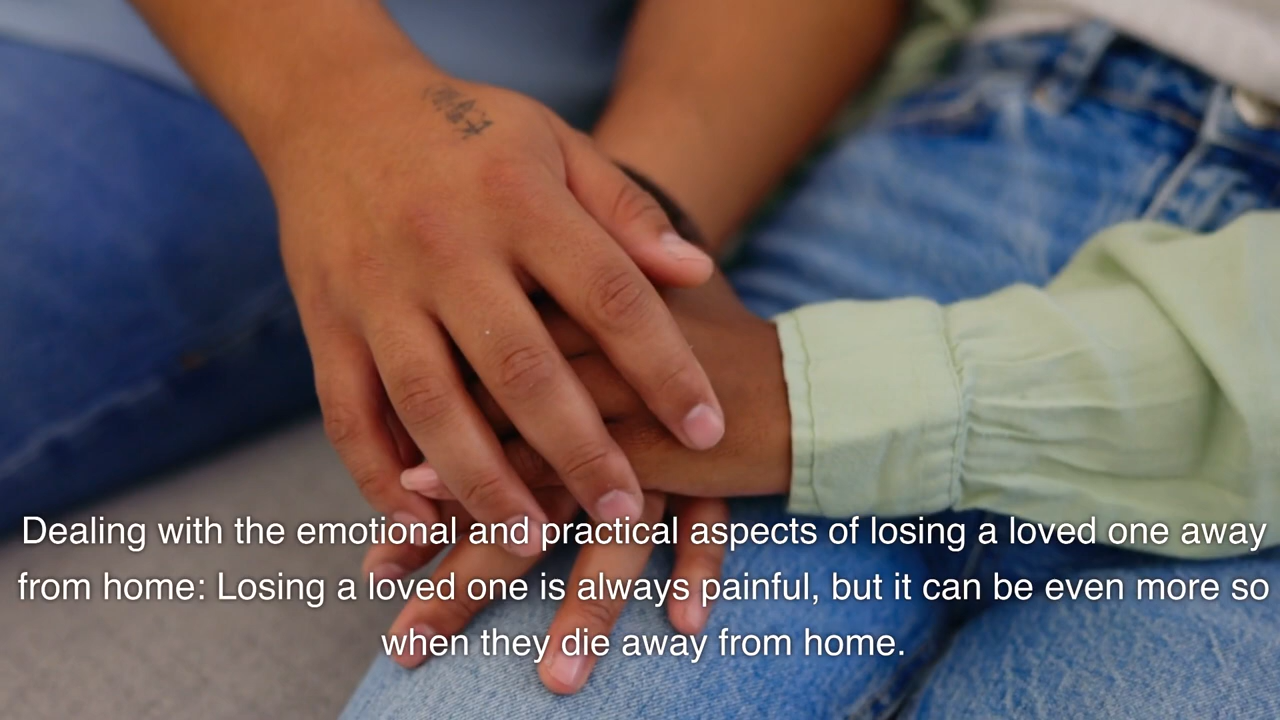 Dealing with the emotional and practical aspects of losing a loved one away
from home: Losing a loved one is always painful, but it can be even more so
when they die away from home.